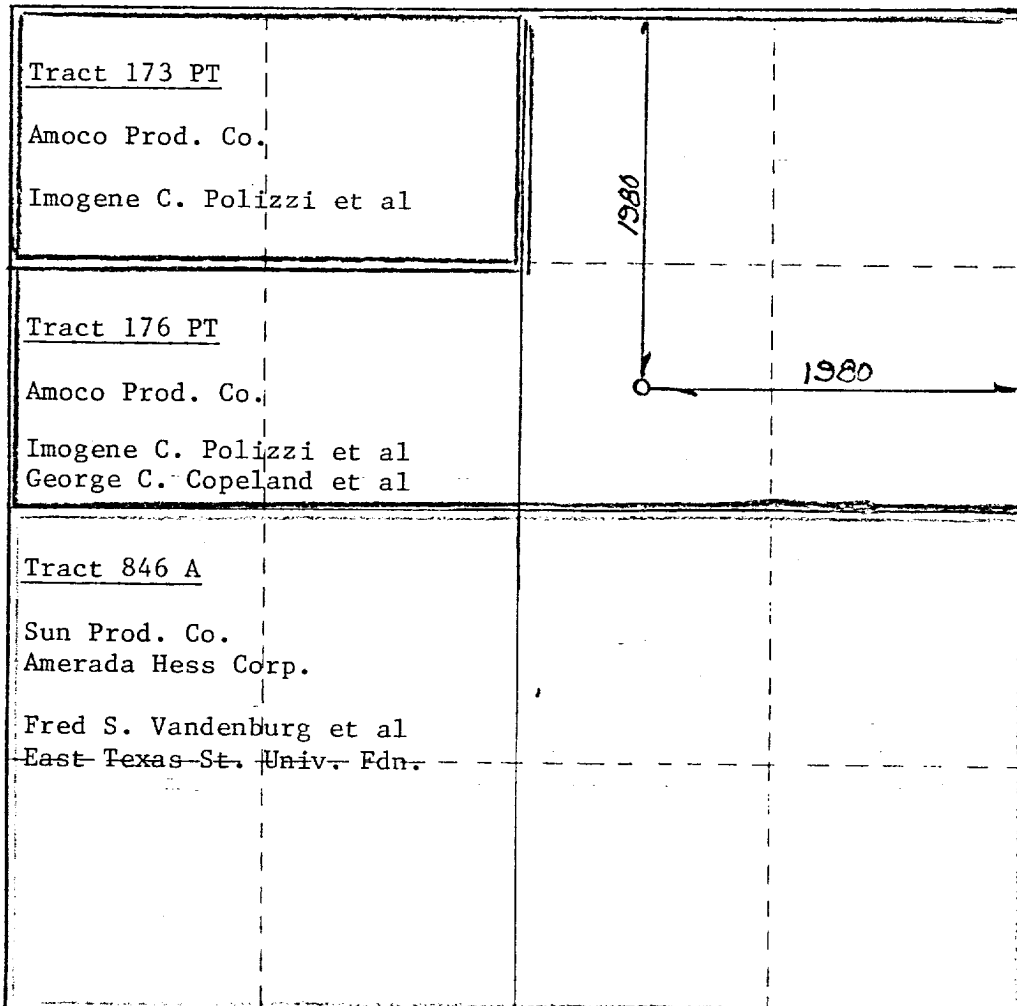 Tract 173 PT
Amoco Prod. Co.
Imogene C. Polizzi et al
1980
Tract 176 PT
Amoco Prod. Co.
1980
Imogene C. Polizzi et al
George C. Copeland et al
Tract 846 A
Sun Prod. Co.
Amerada Hess Corp.
Fred S. Vandenburg et al
East Texas St. Univ. Fdn.